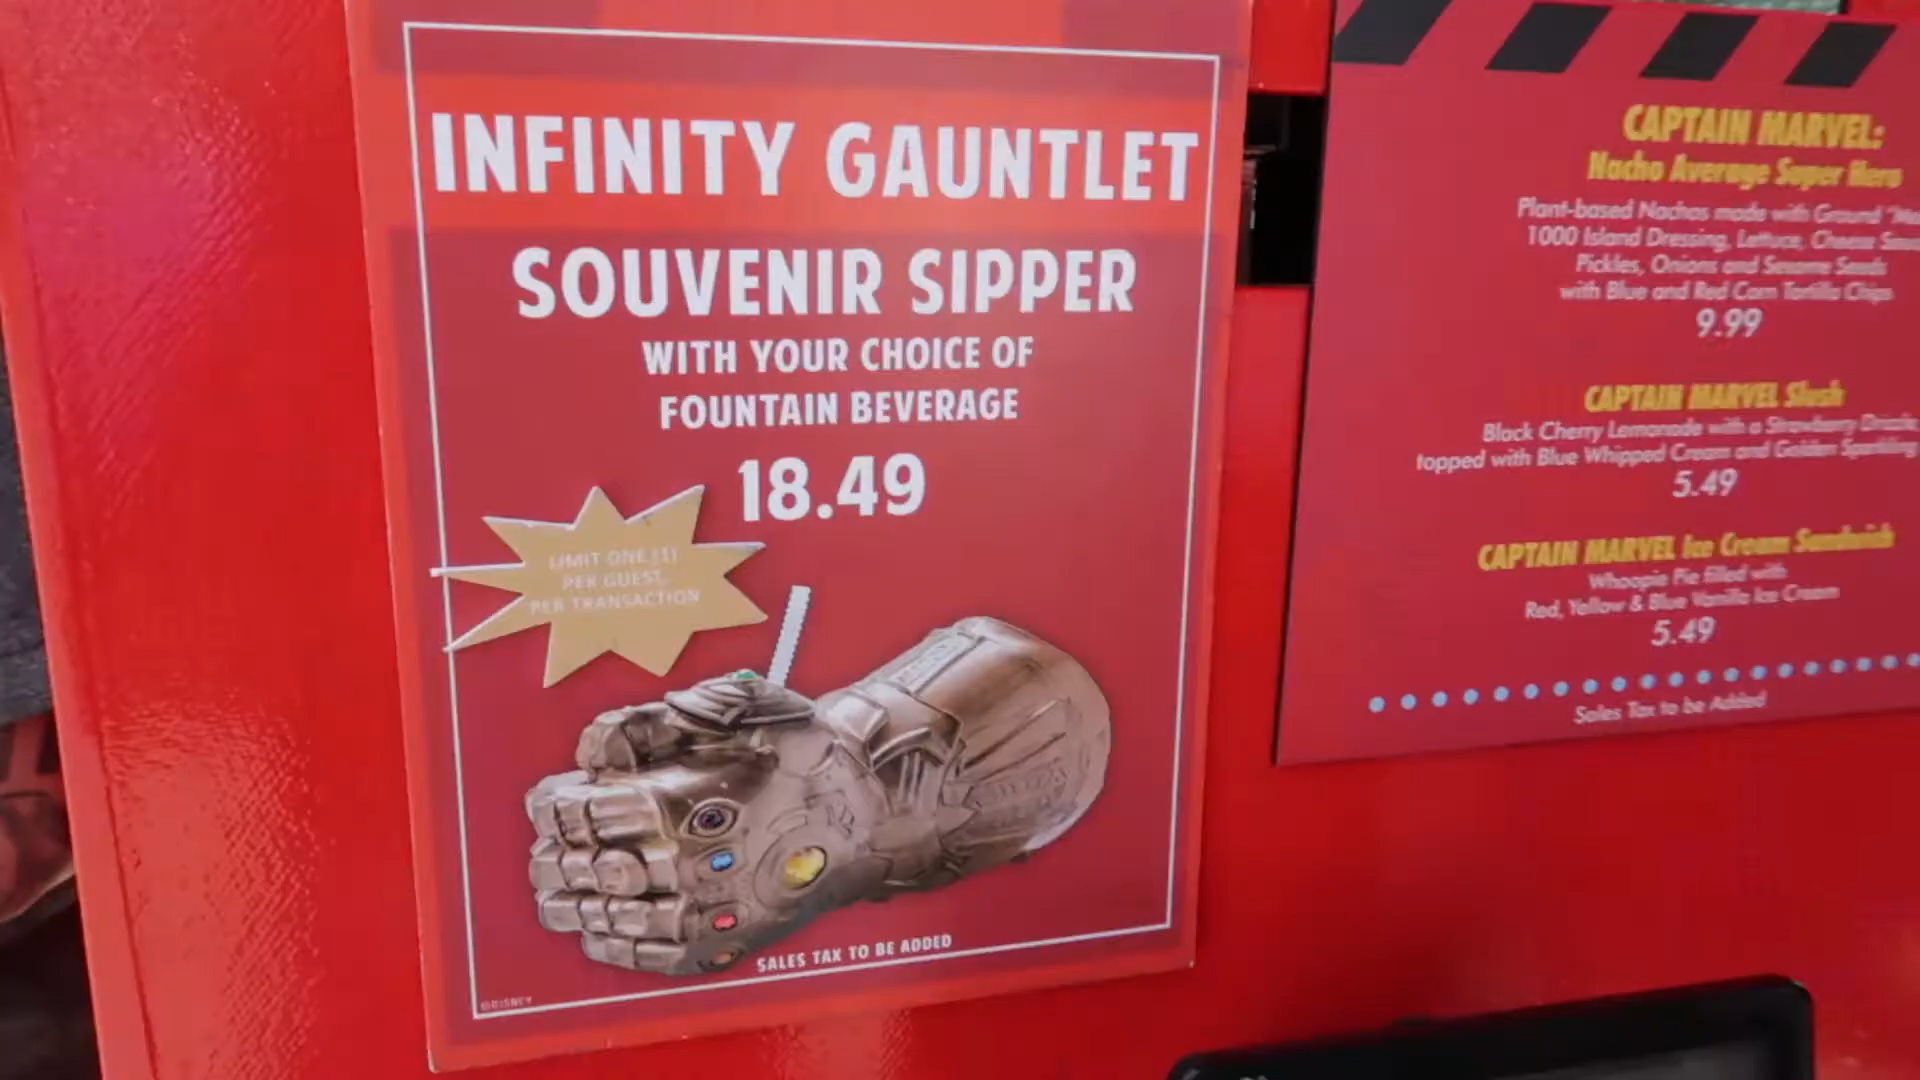 INFINITY GAUNTLET
SOUVENIR SIPPER
WITH YOUR CHOICE OF
FOUNTAIN BEVERAGE
18.49
LIMIT ONE (1)
PER GUEST,
PER TRANSACTION
SALES TAX TO BE ADDED
©DISNEY
CAPTAIN MARVEL:
Nacho Average Super Hero
Plant-based Nachos made with Ground
1000 Island Dressing, Lettuce, Cheese
Pickles, Onions and Sesame Seeds
with Blue and Red Corn Tortilla Chips
9.99
CAPTAIN MARVEL Slush
Black Cherry Lemonade with a Strawberry Drizzle,
topped with Blue Whipped Cream and Golden Sparkling
5.49
CAPTAIN MARVEL Ice Cream Sandwich
Whoopie Pie filled with
Red, Yellow & Blue Vanilla Ice Cream
5.49
Sales Tax to be Added